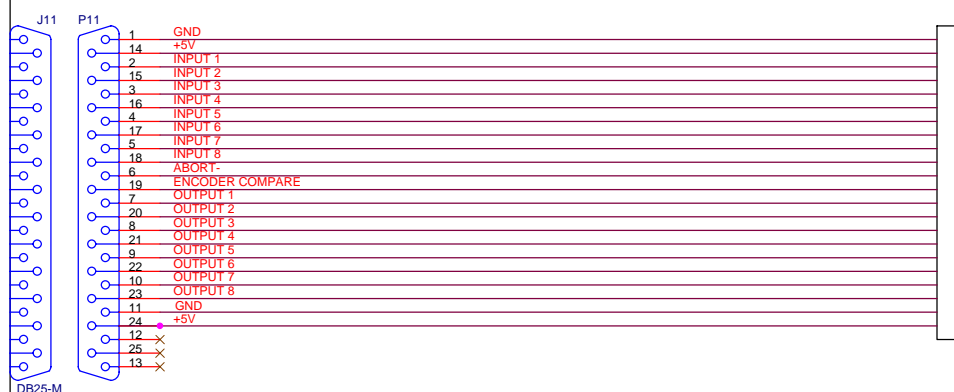 J11 P11
1 GND
14 +5V
2 INPUT 1
15 INPUT 2
3 INPUT 3
16 INPUT 4
4 INPUT 5
17 INPUT 6
5 INPUT 7
18 INPUT 8
6 ABORT-
19 ENCODER COMPARE
7 OUTPUT 1
20 OUTPUT 2
8 OUTPUT 3
21 OUTPUT 4
9 OUTPUT 5
22 OUTPUT 6
10 OUTPUT 7
23 OUTPUT 8
11 GND
24 +5V
12
25
13
DB25-M